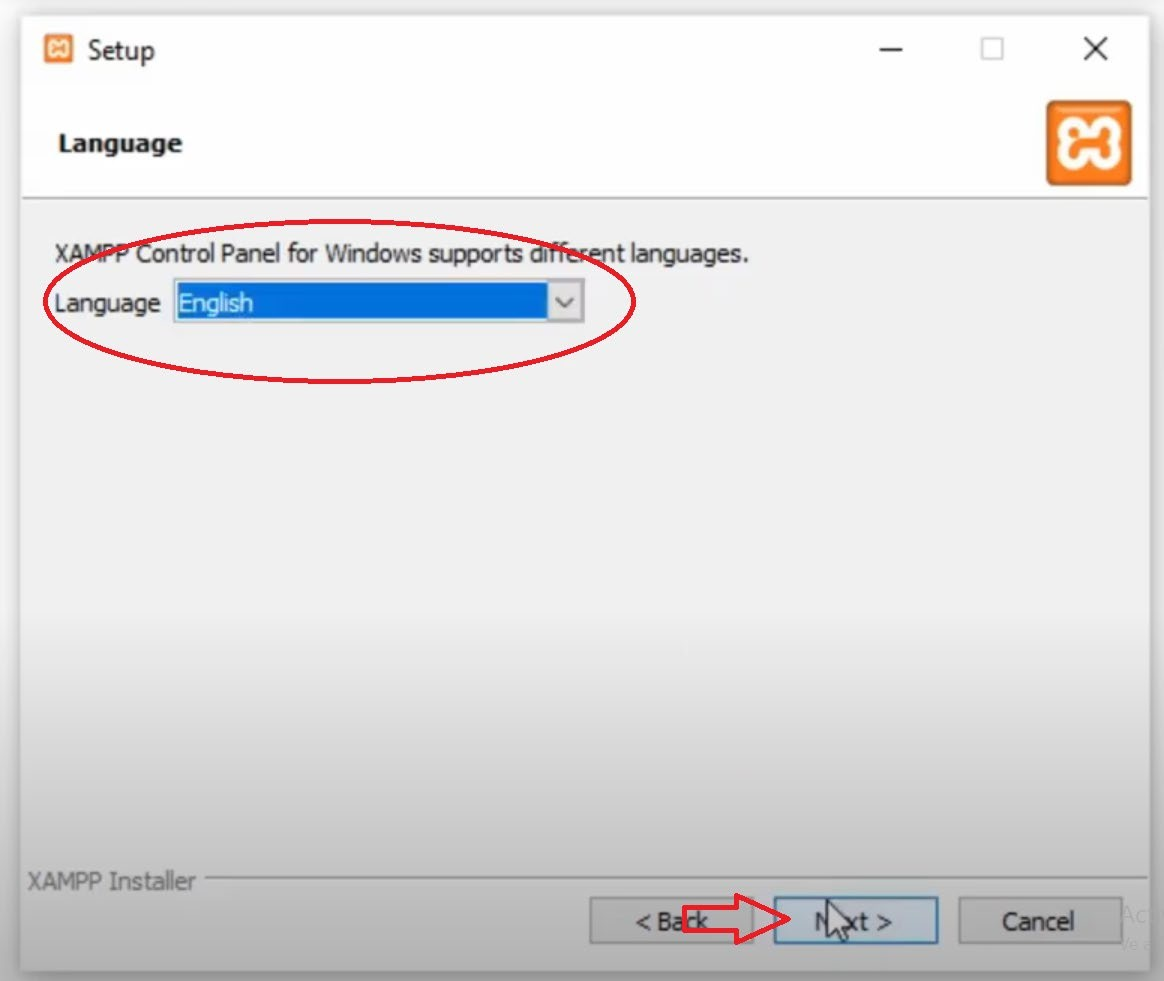 Setup
Language
XAMPP Control Panel for Windows supports different languages.
Language English
XAMPP Installer
< Back Next > Cancel